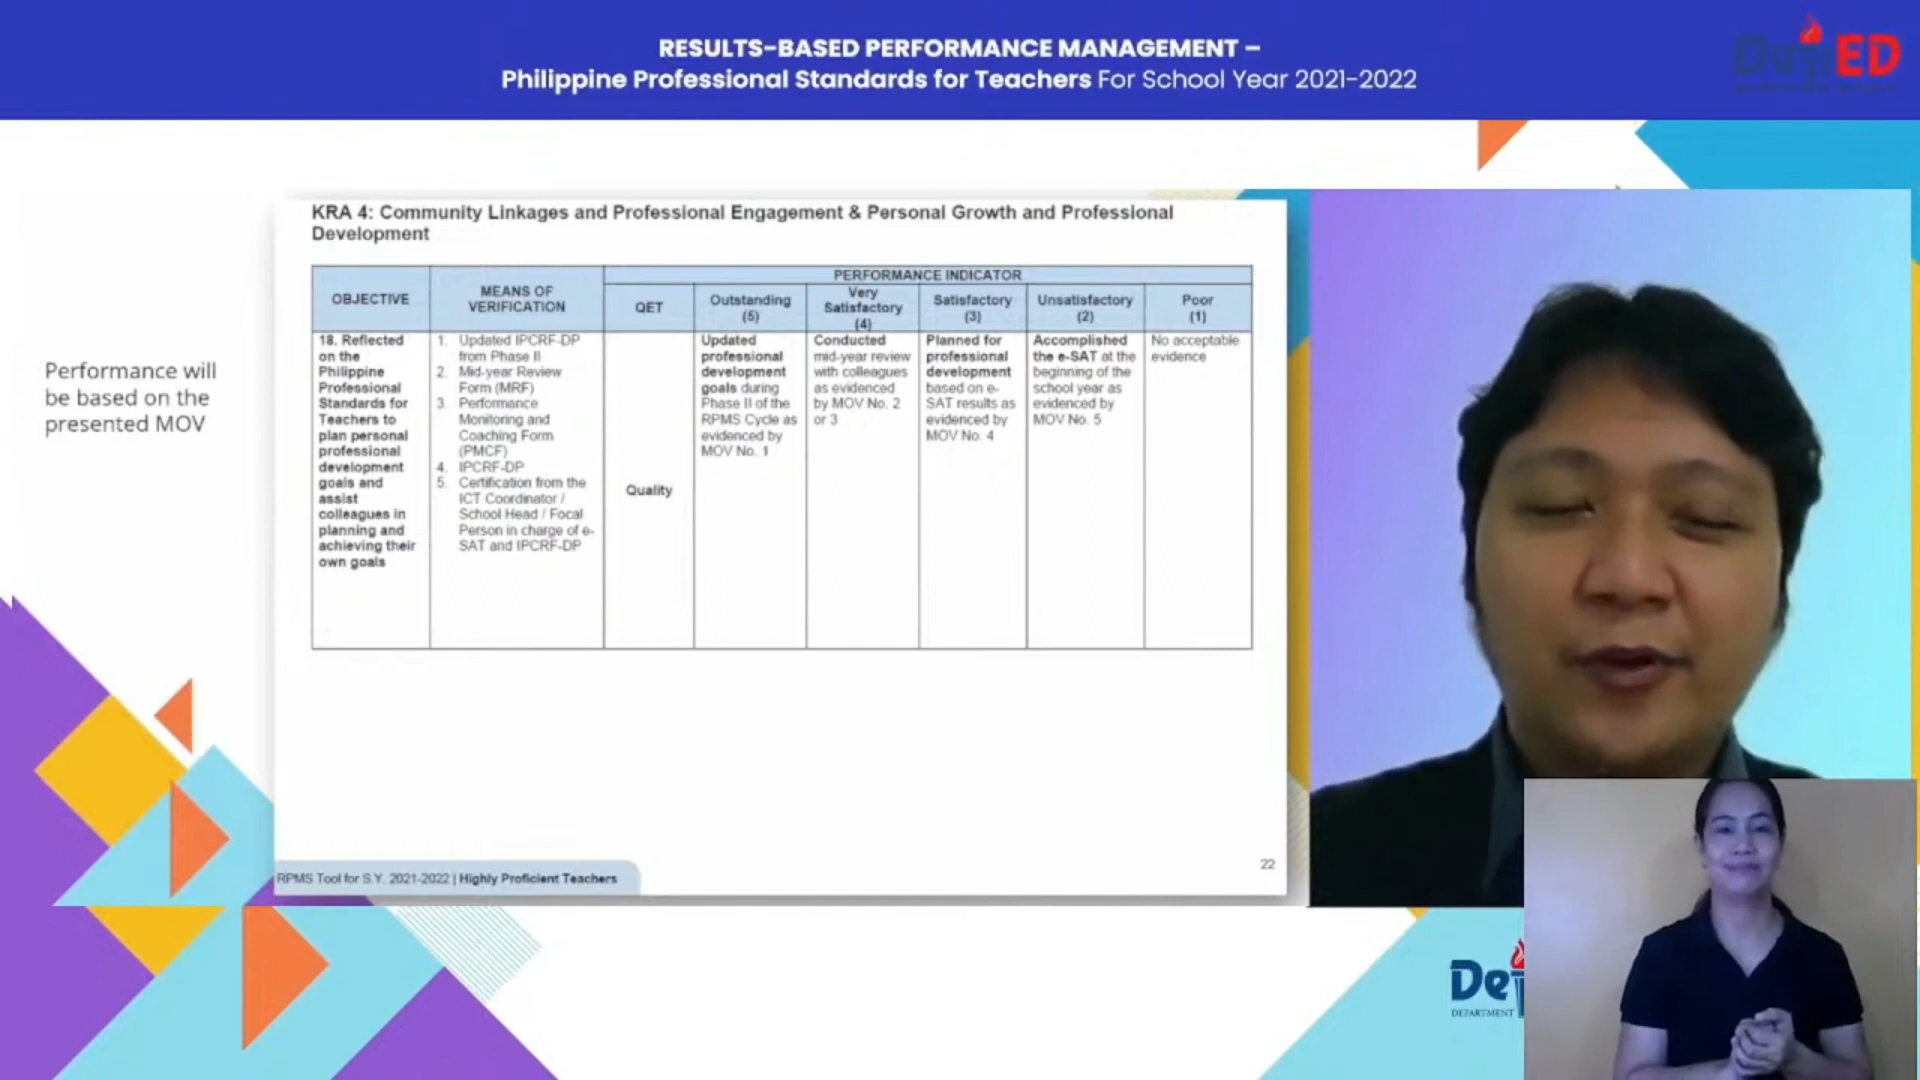 RESULTS-BASED PERFORMANCE MANAGEMENT –
Philippine Professional Standards for Teachers For School Year 2021-2022
DepED
Performance will
be based on the
presented MOV
KRA 4: Community Linkages and Professional Engagement & Personal Growth and Professional
Development
OBJECTIVE
MEANS OF
VERIFICATION
PERFORMANCE INDICATOR
QET
Outstanding
(5)
Very
Satisfactory
(4)
Satisfactory
(3)
Unsatisfactory
(2)
Poor
(1)
18. Reflected
on the
Philippine
Professional
Standards for
Teachers to
plan personal
professional
development
goals and
assist
colleagues in
planning and
achieving their
own goals
1. Updated IPCRF-DP
from Phase II
2. Mid-year Review
Form (MRF)
3. Performance
Monitoring and
Coaching Form
(PMCF)
4. IPCRF-DP
5. Certification from the
ICT Coordinator /
School Head / Focal
Person in charge of e-
SAT and IPCRF-DP
Quality
Updated
professional
development
goals during
Phase II of the
RPMS Cycle as
evidenced by
MOV No. 1
Conducted
mid-year review
with colleagues
as evidenced
by MOV No. 2
or 3
Planned for
professional
development
based on e-
SAT results as
evidenced by
MOV No. 4
Accomplished
the e-SAT at the
beginning of the
school year as
evidenced by
MOV No. 5
No acceptable
evidence
RPMS Tool for S.Y. 2021-2022 | Highly Proficient Teachers
22
De
DEPARTMENT